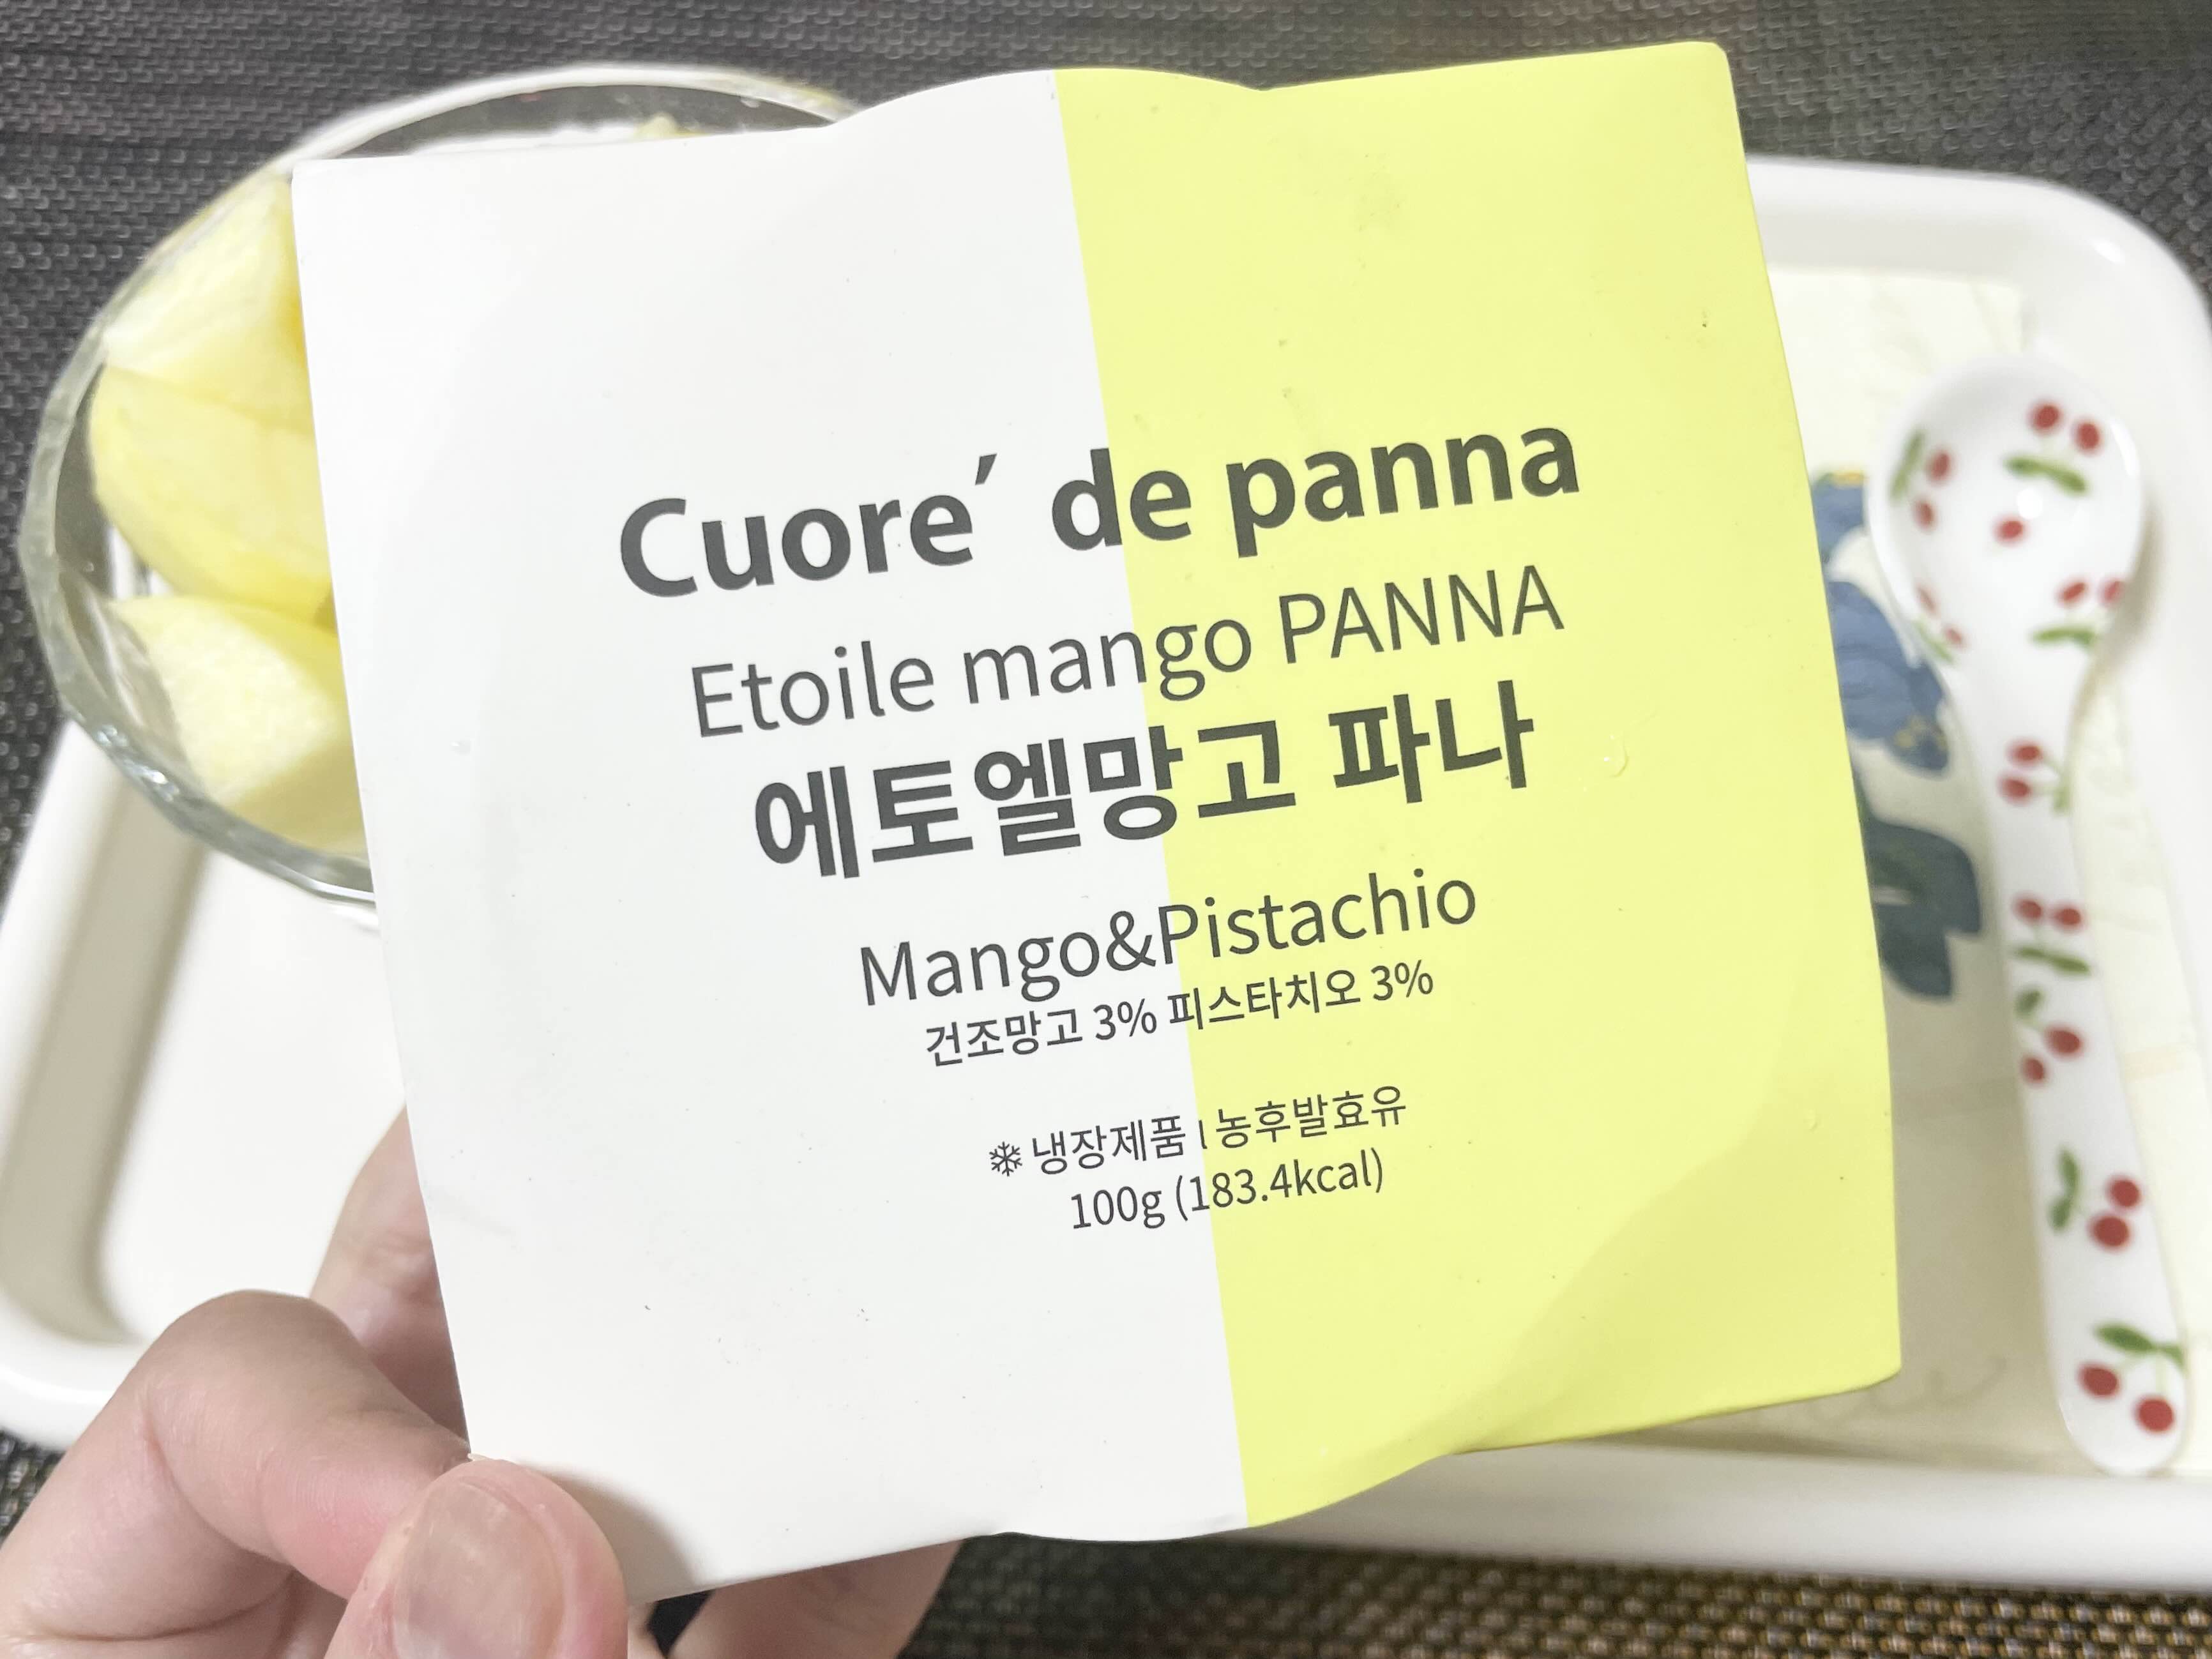 Cuore′ de panna
Etoile mango PANNA
에토엘망고 파나
Mango&Pistachio
건조망고 3% 피스타치오 3%
❄ 냉장제품 l 농후발효유
100g (183.4kcal)